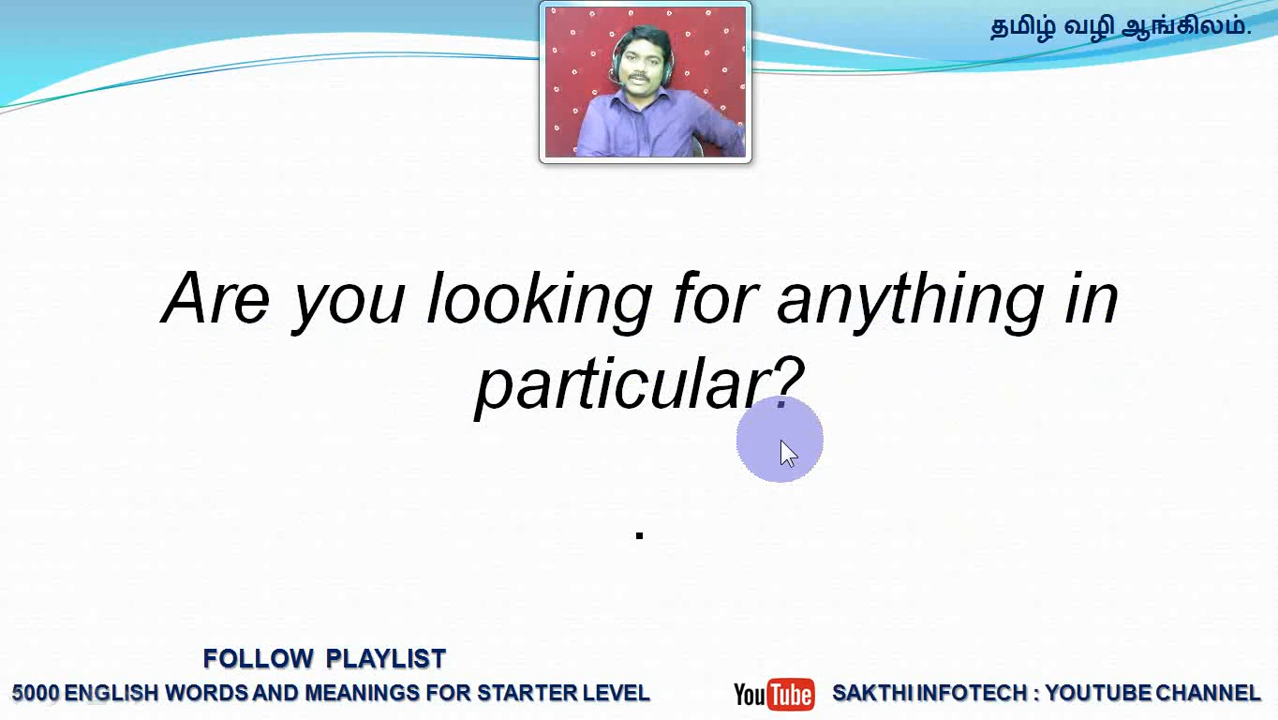 தமிழ் வழி ஆங்கிலம்.
Are you looking for anything in
particular?
.
FOLLOW PLAYLIST
5000 ENGLISH WORDS AND MEANINGS FOR STARTER LEVEL
YouTube SAKTHI INFOTECH : YOUTUBE CHANNEL